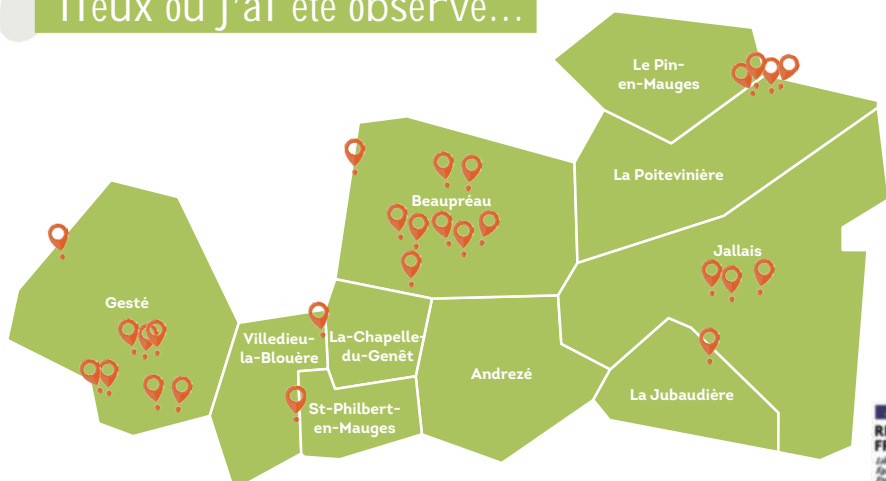 lieux où j'ai été observé...
Le Pin-
en-Mauges
La Poitevinière
Beaupréau
Jallais
Gesté
Villedieu-
la-Blouère
La-Chapelle-
du-Genêt
Andrezé
La Jubaudière
St-Philbert-
en-Mauges